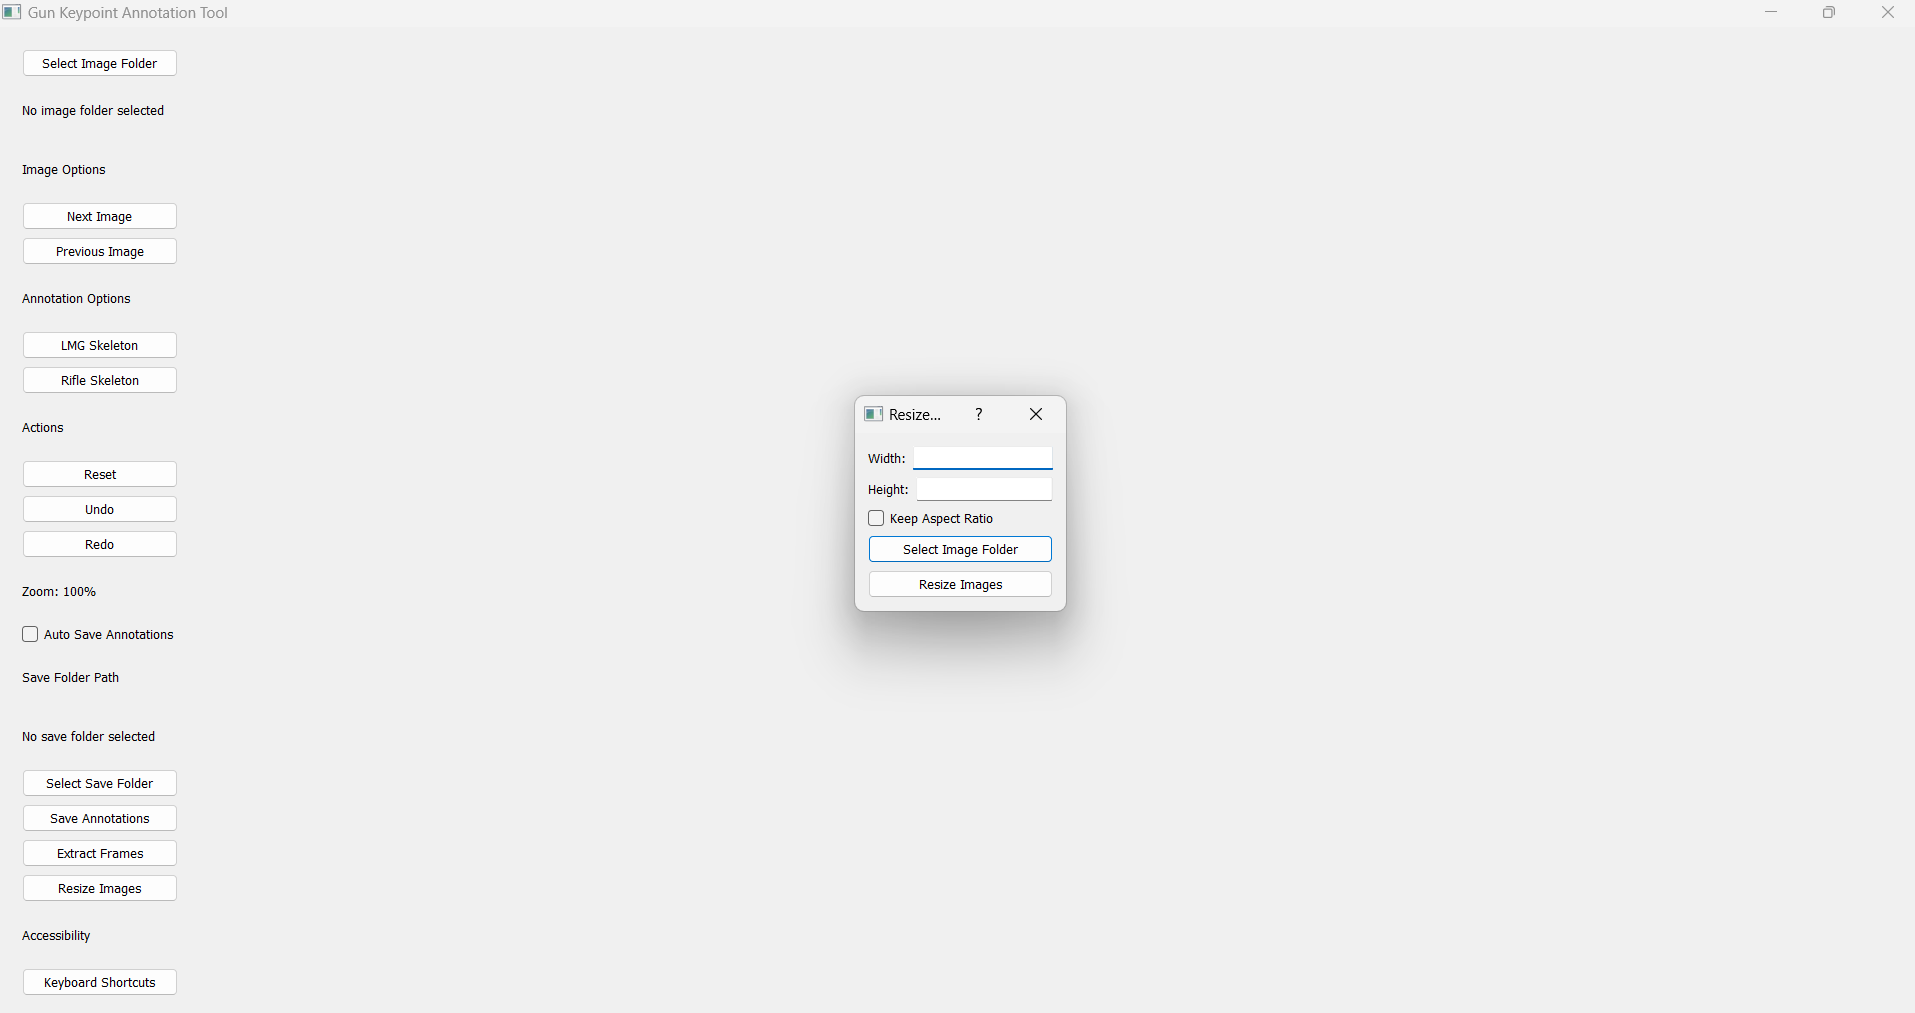 Gun Keypoint Annotation Tool
Select Image Folder
No image folder selected
Image Options
Next Image
Previous Image
Annotation Options
LMG Skeleton
Rifle Skeleton
Actions
Reset
Undo
Redo
Zoom: 100%
Auto Save Annotations
Save Folder Path
No save folder selected
Select Save Folder
Save Annotations
Extract Frames
Resize Images
Accessibility
Keyboard Shortcuts
Resize... ?
Width:
Height:
Keep Aspect Ratio
Select Image Folder
Resize Images